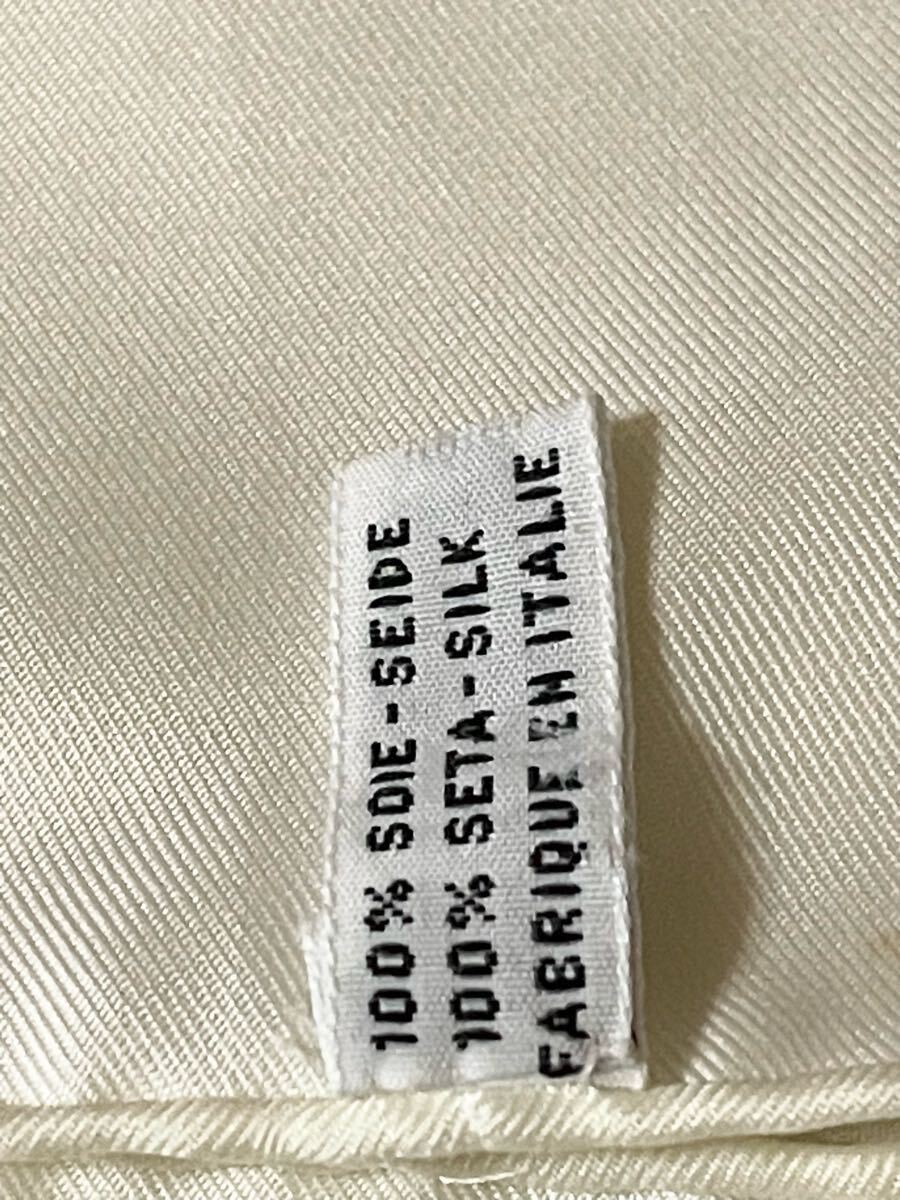 100% SOIE-SEIDE
100% SETA-SILK
FABRIQUE EN ITALIE